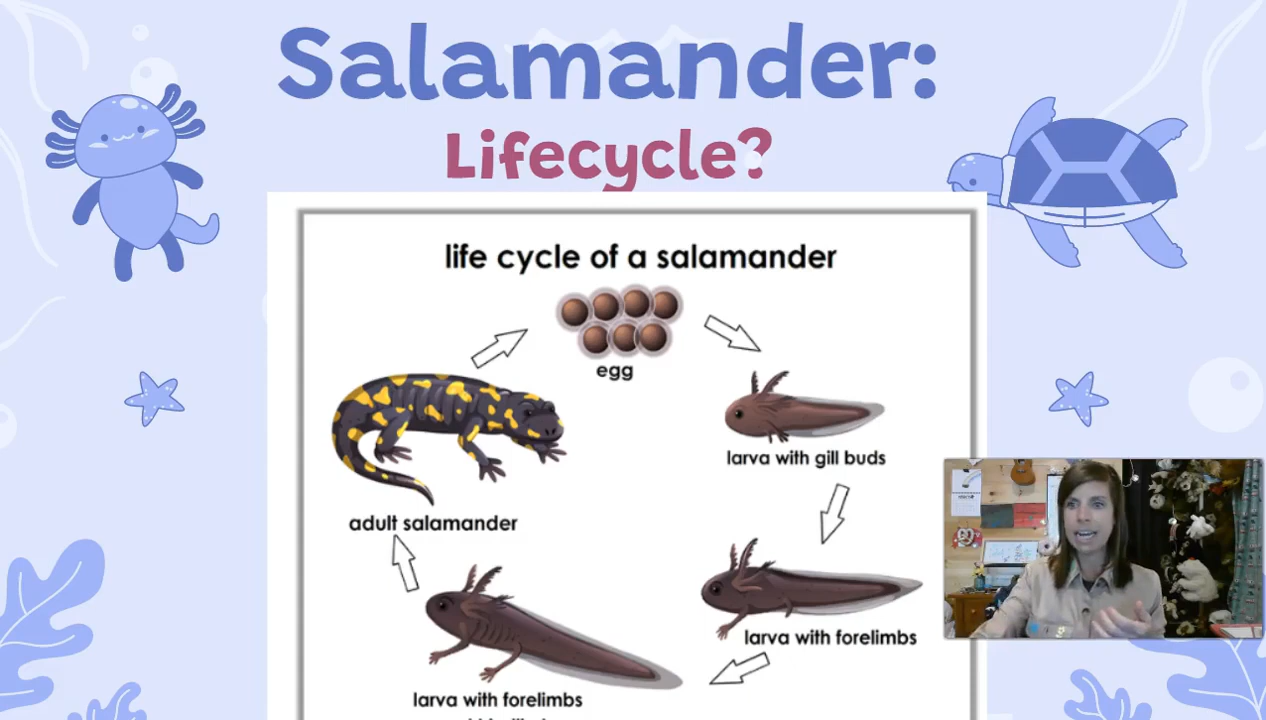 Salamander:
Lifecycle?
life cycle of a salamander
egg
larva with gill buds
adult salamander
larva with forelimbs
larva with forelimbs